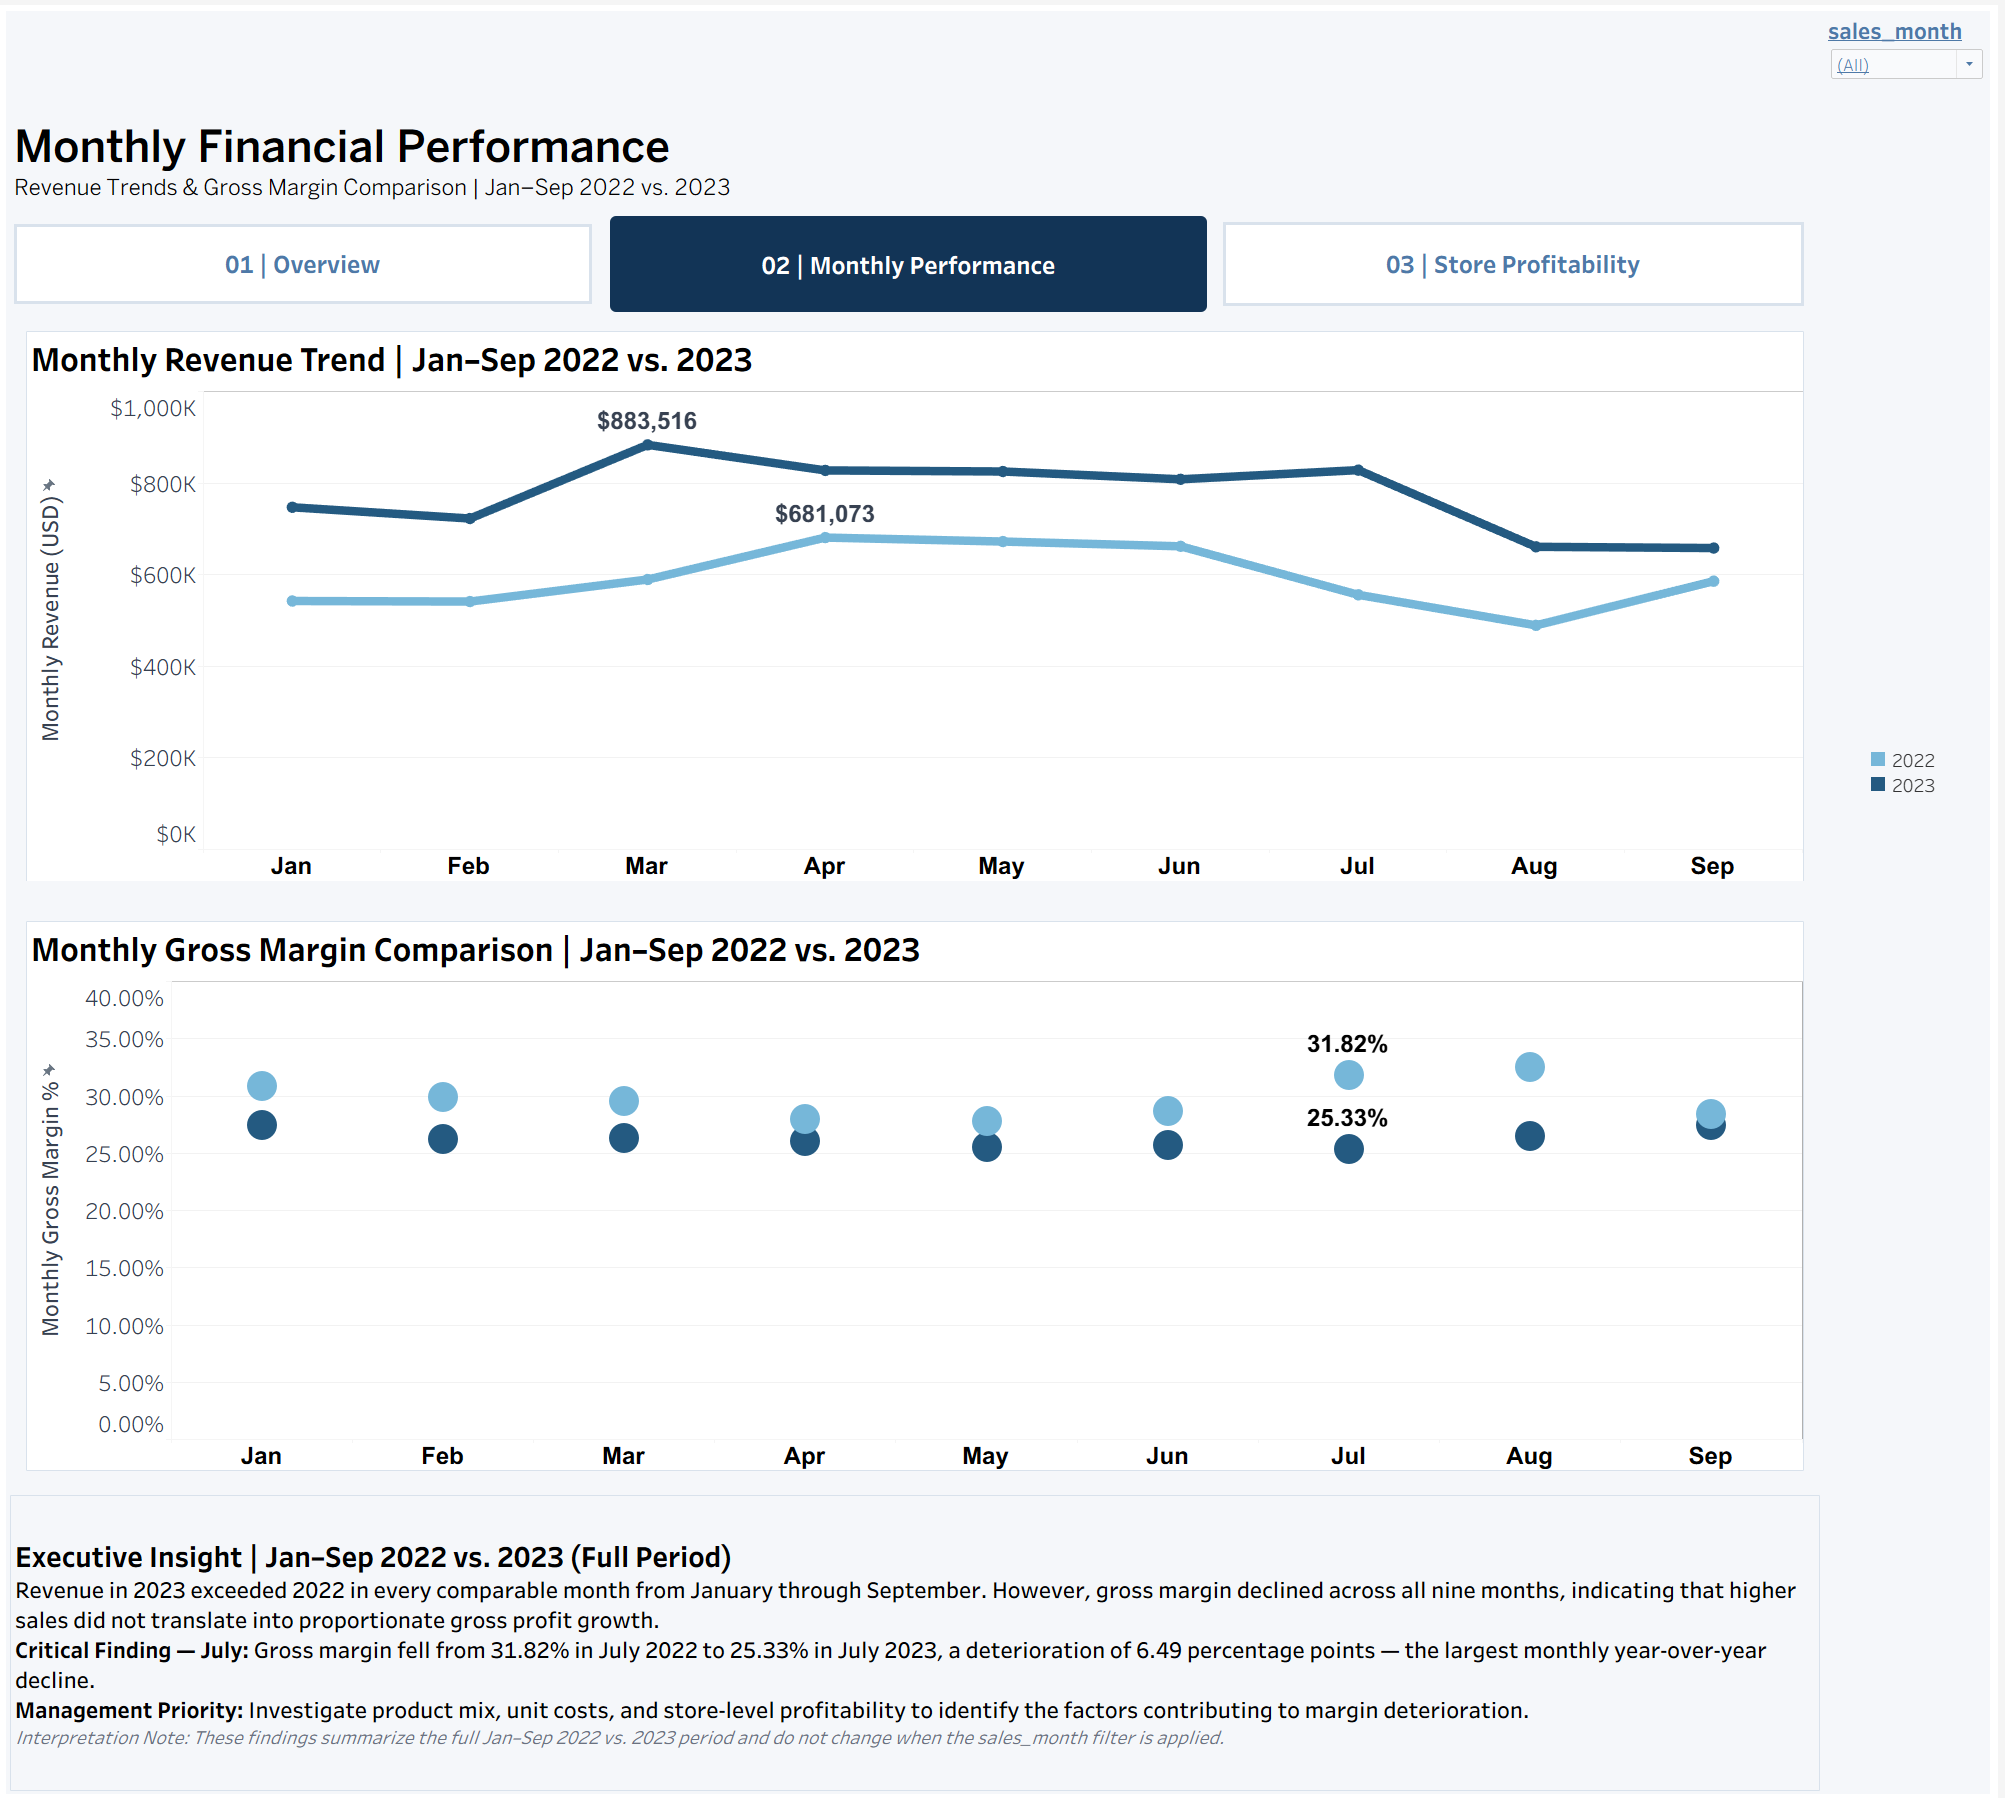 sales_month
(All)
Monthly Financial Performance
Revenue Trends & Gross Margin Comparison | Jan–Sep 2022 vs. 2023
01 | Overview
02 | Monthly Performance
03 | Store Profitability
Monthly Revenue Trend | Jan–Sep 2022 vs. 2023
Monthly Revenue (USD)
$1,000K
$800K
$600K
$400K
$200K
$0K
$883,516
$681,073
Jan Feb Mar Apr May Jun Jul Aug Sep
2022
2023
Monthly Gross Margin Comparison | Jan–Sep 2022 vs. 2023
Monthly Gross Margin %
40.00%
35.00%
30.00%
25.00%
20.00%
15.00%
10.00%
5.00%
0.00%
31.82%
25.33%
Jan Feb Mar Apr May Jun Jul Aug Sep
Executive Insight | Jan–Sep 2022 vs. 2023 (Full Period)
Revenue in 2023 exceeded 2022 in every comparable month from January through September. However, gross margin declined across all nine months, indicating that higher
sales did not translate into proportionate gross profit growth.
Critical Finding — July: Gross margin fell from 31.82% in July 2022 to 25.33% in July 2023, a deterioration of 6.49 percentage points — the largest monthly year-over-year
decline.
Management Priority: Investigate product mix, unit costs, and store-level profitability to identify the factors contributing to margin deterioration.
Interpretation Note: These findings summarize the full Jan–Sep 2022 vs. 2023 period and do not change when the sales_month filter is applied.